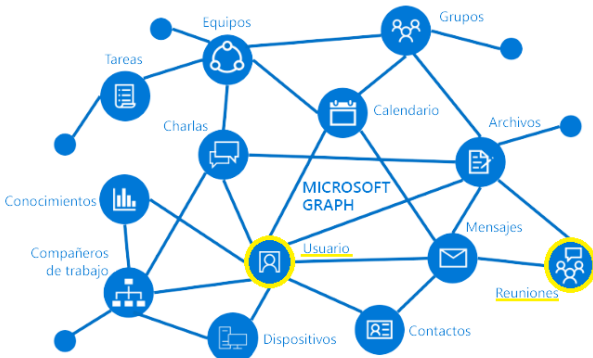 Equipos
Grupos
Tareas
Calendario
Charlas
Archivos
MICROSOFT
GRAPH
Conocimientos
Mensajes
Usuario
Compañeros
de trabajo
Reuniones
Dispositivos
Contactos